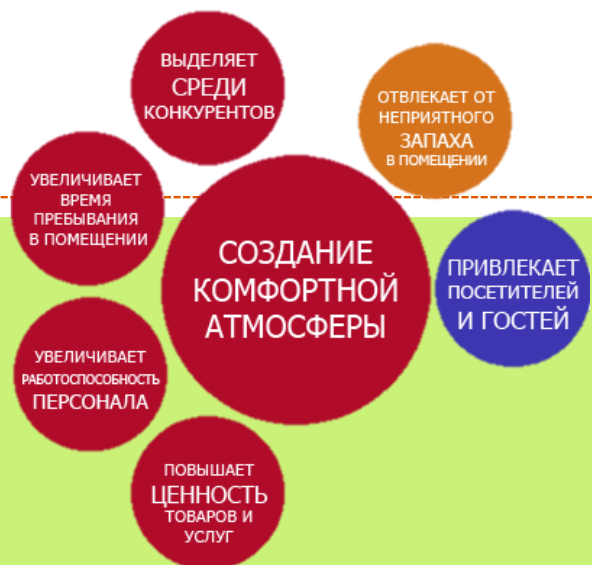 ВЫДЕЛЯЕТ
СРЕДИ
КОНКУРЕНТОВ
ОТВЛЕКАЕТ ОТ
НЕПРИЯТНОГО
ЗАПАХА
В ПОМЕЩЕНИИ
УВЕЛИЧИВАЕТ
ВРЕМЯ
ПРЕБЫВАНИЯ
В ПОМЕЩЕНИИ
СОЗДАНИЕ
КОМФОРТНОЙ
АТМОСФЕРЫ
ПРИВЛЕКАЕТ
ПОСЕТИТЕЛЕЙ
И ГОСТЕЙ
УВЕЛИЧИВАЕТ
РАБОТОСПОСОБНОСТЬ
ПЕРСОНАЛА
ПОВЫШАЕТ
ЦЕННОСТЬ
ТОВАРОВ И
УСЛУГ